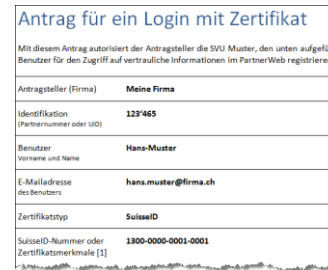 Antrag für ein Login mit Zertifikat
Mit diesem Antrag autorisiert der Antragsteller die SVU Muster, den unten aufgefü
Benutzer für den Zugriff auf vertrauliche Informationen im PartnerWeb registriere
Antragsteller (Firma) Meine Firma
Identifikation 123'465
(Partnernummer oder UID)
Benutzer Hans-Muster
Vorname und Name
E-Mailadresse hans.muster@firma.ch
des Benutzers
Zertifikatstyp SuisseID
SuisseID-Nummer oder 1300-0000-0001-0001
Zertifikatsmerkmale [1]